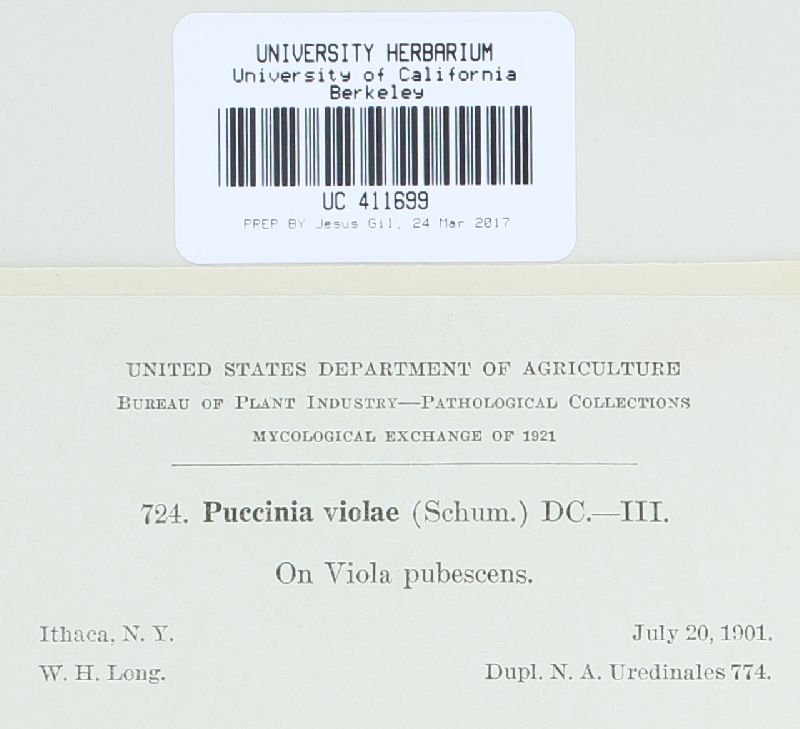 UNIVERSITY HERBARIUM
University of California
Berkeley
UC 411699
PREP BY Jesus Gil, 24 Mar 2017
UNITED STATES DEPARTMENT OF AGRICULTURE
BUREAU OF PLANT INDUSTRY—PATHOLOGICAL COLLECTIONS
MYCOLOGICAL EXCHANGE OF 1921
724. Puccinia violae (Schum.) DC.—III.
On Viola pubescens.
Ithaca, N. Y. July 20, 1901.
W. H. Long. Dupl. N. A. Uredinales 774.